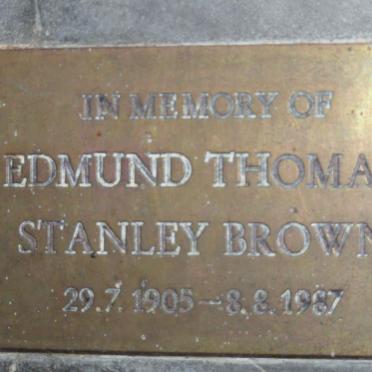 IN MEMORY OF
EDMUND THOMA
STANLEY BROWN
29.7.1905–8.8.1987